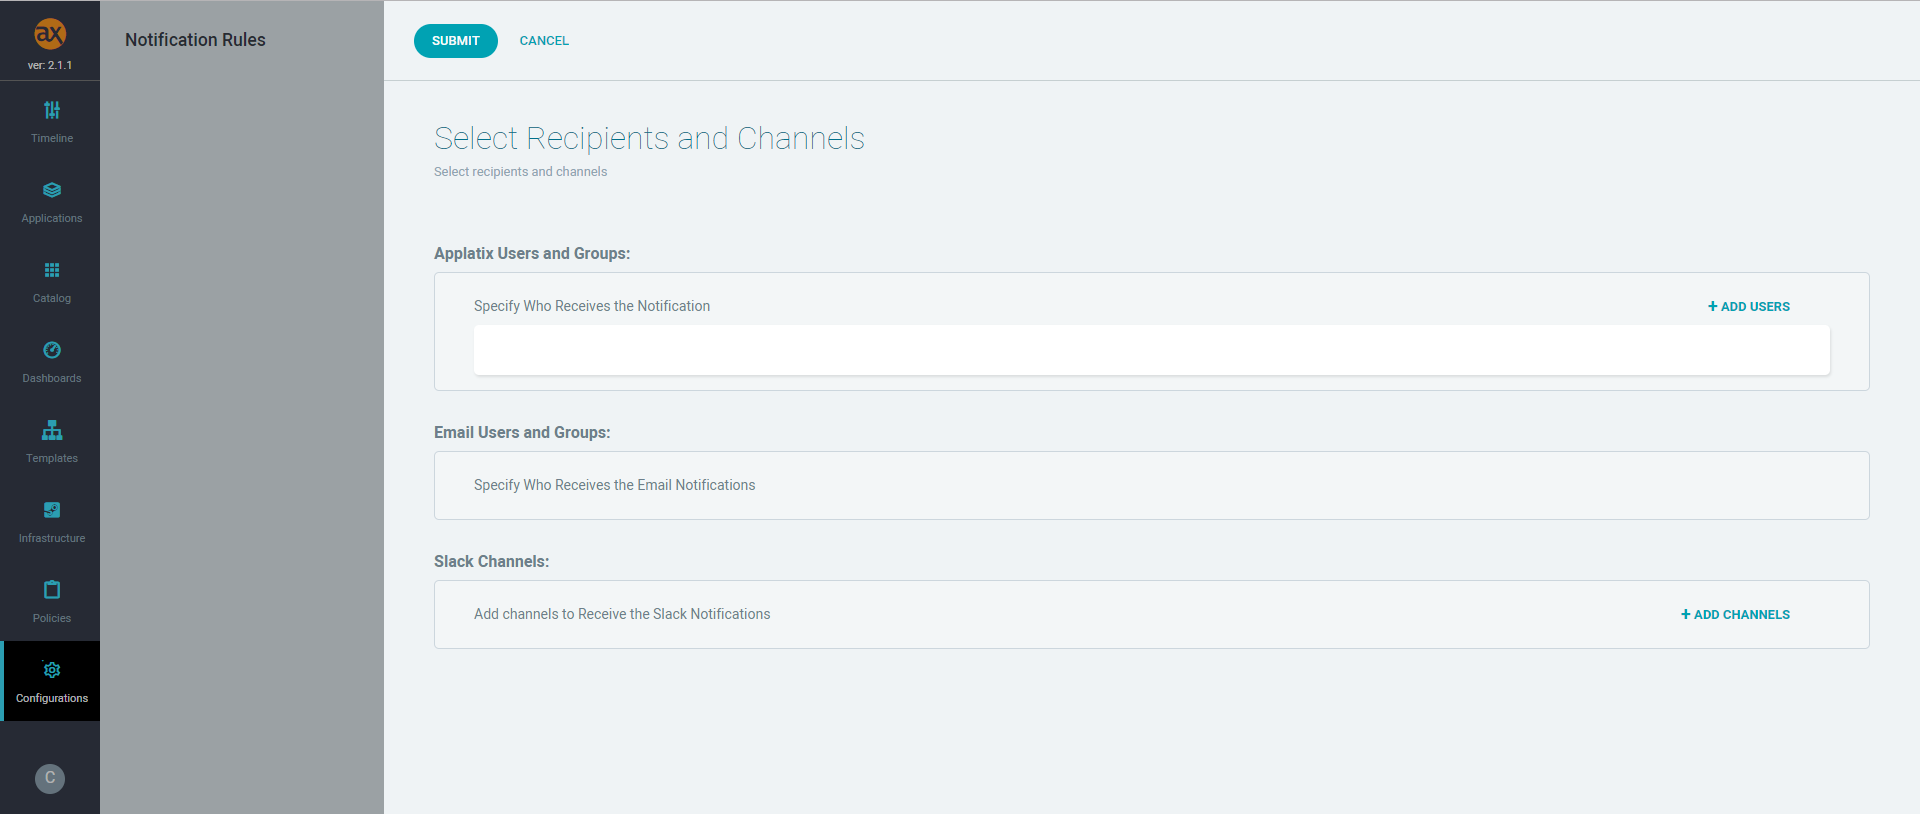 ax
ver: 2.1.1
Timeline
Applications
Catalog
Dashboards
Templates
Infrastructure
Policies
Configurations
C
Notification Rules
SUBMIT CANCEL
Select Recipients and Channels
Select recipients and channels
Applatix Users and Groups:
Specify Who Receives the Notification + ADD USERS
Email Users and Groups:
Specify Who Receives the Email Notifications
Slack Channels:
Add channels to Receive the Slack Notifications + ADD CHANNELS